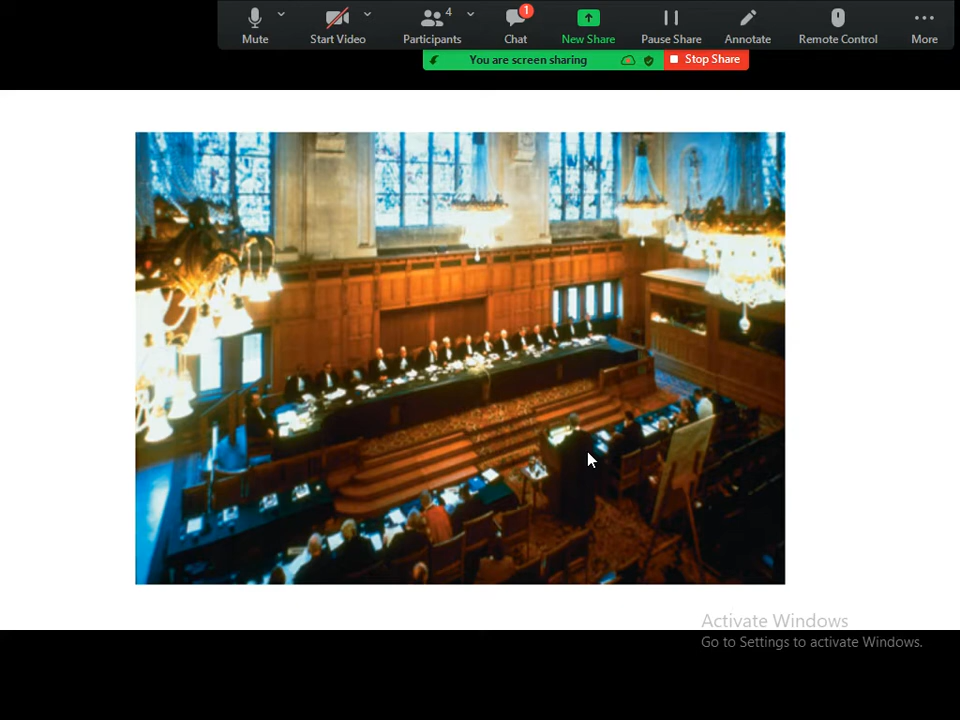 4
1
Mute
Start Video
Participants
Chat
New Share
Pause Share
Annotate
Remote Control
More
You are screen sharing
Stop Share
Activate Windows
Go to Settings to activate Windows.